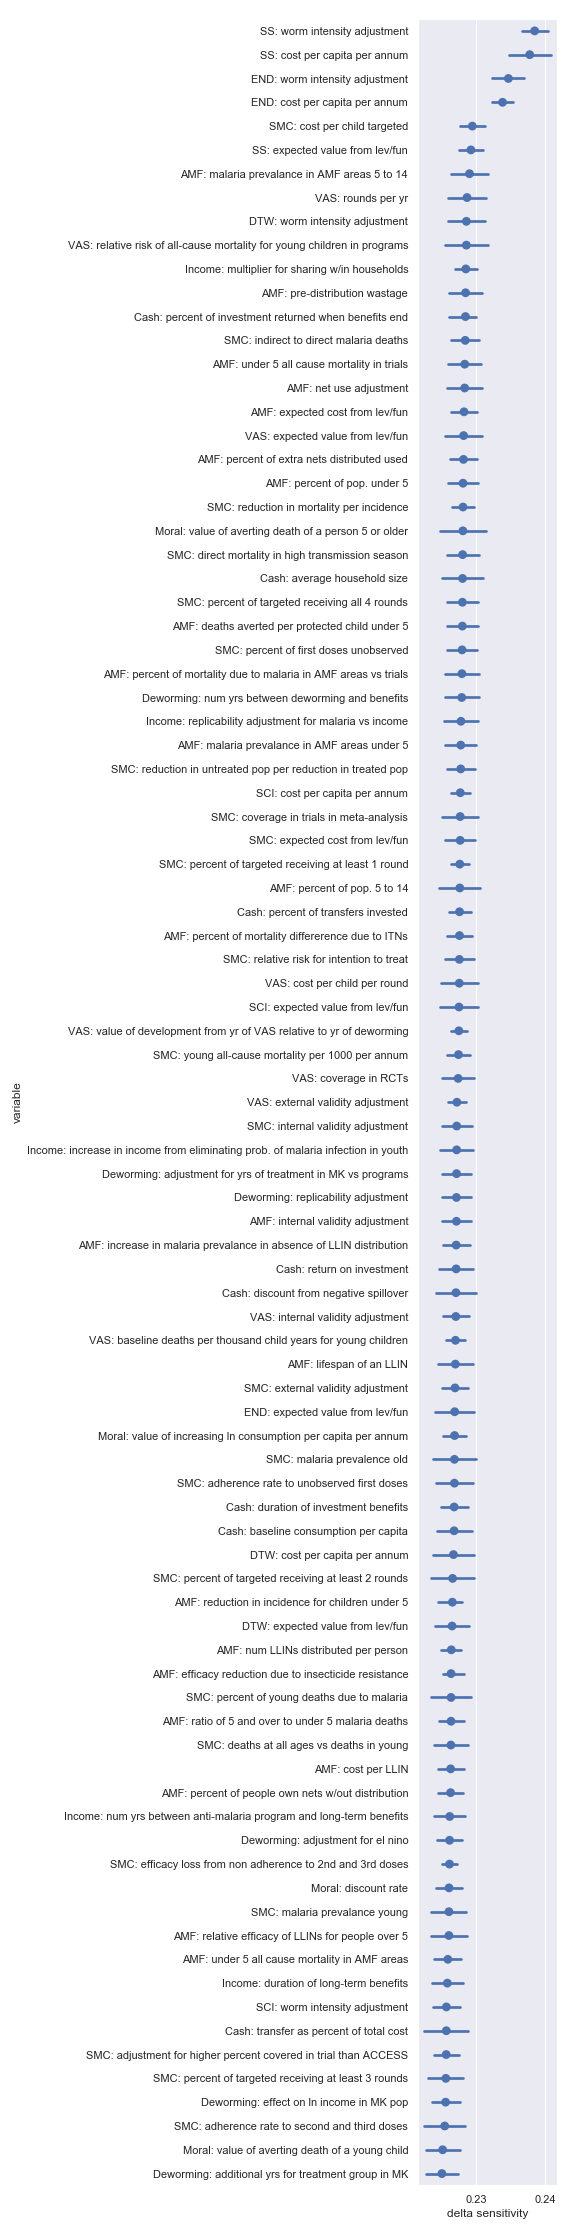 SS: worm intensity adjustment
SS: cost per capita per annum
END: worm intensity adjustment
END: cost per capita per annum
SMC: cost per child targeted
SS: expected value from lev/fun
AMF: malaria prevalance in AMF areas 5 to 14
VAS: rounds per yr
DTW: worm intensity adjustment
VAS: relative risk of all-cause mortality for young children in programs
Income: multiplier for sharing w/in households
AMF: pre-distribution wastage
Cash: percent of investment returned when benefits end
SMC: indirect to direct malaria deaths
AMF: under 5 all cause mortality in trials
AMF: net use adjustment
AMF: expected cost from lev/fun
VAS: expected value from lev/fun
AMF: percent of extra nets distributed used
AMF: percent of pop. under 5
SMC: reduction in mortality per incidence
Moral: value of averting death of a person 5 or older
SMC: direct mortality in high transmission season
Cash: average household size
SMC: percent of targeted receiving all 4 rounds
AMF: deaths averted per protected child under 5
SMC: percent of first doses unobserved
AMF: percent of mortality due to malaria in AMF areas vs trials
Deworming: num yrs between deworming and benefits
Income: replicability adjustment for malaria vs income
AMF: malaria prevalance in AMF areas under 5
SMC: reduction in untreated pop per reduction in treated pop
SCI: cost per capita per annum
SMC: coverage in trials in meta-analysis
SMC: expected cost from lev/fun
SMC: percent of targeted receiving at least 1 round
AMF: percent of pop. 5 to 14
Cash: percent of transfers invested
AMF: percent of mortality differerence due to ITNs
SMC: relative risk for intention to treat
VAS: cost per child per round
SCI: expected value from lev/fun
VAS: value of development from yr of VAS relative to yr of deworming
SMC: young all-cause mortality per 1000 per annum
VAS: coverage in RCTs
variable
VAS: external validity adjustment
SMC: internal validity adjustment
Income: increase in income from eliminating prob. of malaria infection in youth
Deworming: adjustment for yrs of treatment in MK vs programs
Deworming: replicability adjustment
AMF: internal validity adjustment
AMF: increase in malaria prevalance in absence of LLIN distribution
Cash: return on investment
Cash: discount from negative spillover
VAS: internal validity adjustment
VAS: baseline deaths per thousand child years for young children
AMF: lifespan of an LLIN
SMC: external validity adjustment
END: expected value from lev/fun
Moral: value of increasing ln consumption per capita per annum
SMC: malaria prevalence old
SMC: adherence rate to unobserved first doses
Cash: duration of investment benefits
Cash: baseline consumption per capita
DTW: cost per capita per annum
SMC: percent of targeted receiving at least 2 rounds
AMF: reduction in incidence for children under 5
DTW: expected value from lev/fun
AMF: num LLINs distributed per person
AMF: efficacy reduction due to insecticide resistance
SMC: percent of young deaths due to malaria
AMF: ratio of 5 and over to under 5 malaria deaths
SMC: deaths at all ages vs deaths in young
AMF: cost per LLIN
AMF: percent of people own nets w/out distribution
Income: num yrs between anti-malaria program and long-term benefits
Deworming: adjustment for el nino
SMC: efficacy loss from non adherence to 2nd and 3rd doses
Moral: discount rate
SMC: malaria prevalance young
AMF: relative efficacy of LLINs for people over 5
AMF: under 5 all cause mortality in AMF areas
Income: duration of long-term benefits
SCI: worm intensity adjustment
Cash: transfer as percent of total cost
SMC: adjustment for higher percent covered in trial than ACCESS
SMC: percent of targeted receiving at least 3 rounds
Deworming: effect on ln income in MK pop
SMC: adherence rate to second and third doses
Moral: value of averting death of a young child
Deworming: additional yrs for treatment group in MK
0.23 0.24
delta sensitivity